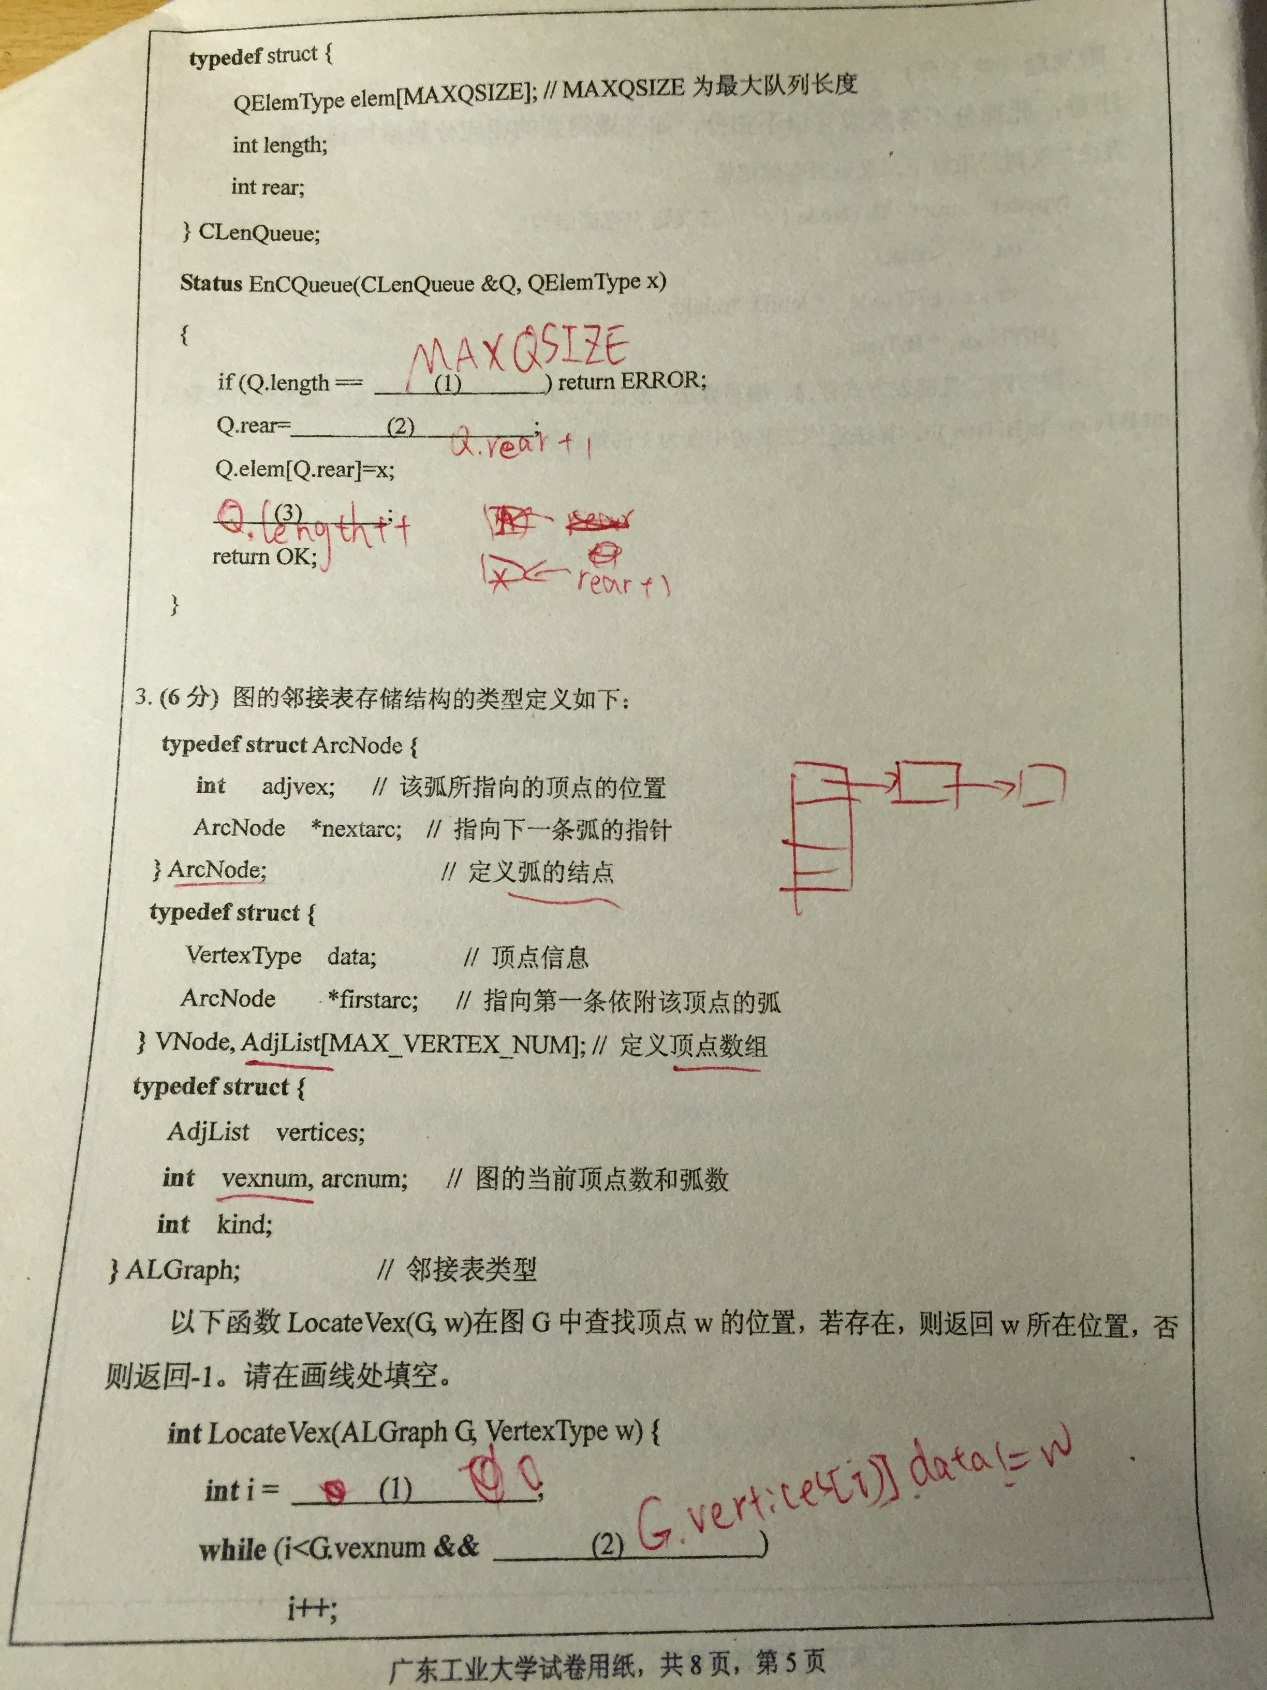 typedef struct {
QElemType elem[MAXQSIZE]; // MAXQSIZE 为最大队列长度
int length;
int rear;
} CLenQueue;
Status EnCQueue(CLenQueue &Q, QElemType x)
{
MAXQSIZE
if (Q.length == ____(1)____) return ERROR;
Q.rear=____(2)____;
Q.rear+1
Q.elem[Q.rear]=x;
____(3)____;
Q.length++
return OK;
x ← rear+1
}
3. (6 分) 图的邻接表存储结构的类型定义如下：
typedef struct ArcNode {
int adjvex; // 该弧所指向的顶点的位置
ArcNode *nextarc; // 指向下一条弧的指针
} ArcNode; // 定义弧的结点
typedef struct {
VertexType data; // 顶点信息
ArcNode *firstarc; // 指向第一条依附该顶点的弧
} VNode, AdjList[MAX_VERTEX_NUM]; // 定义顶点数组
typedef struct {
AdjList vertices;
int vexnum, arcnum; // 图的当前顶点数和弧数
int kind;
} ALGraph; // 邻接表类型
以下函数 LocateVex(G, w)在图 G 中查找顶点 w 的位置，若存在，则返回 w 所在位置，否
则返回-1。请在画线处填空。
int LocateVex(ALGraph G, VertexType w) {
int i = ____(1)____;
0
G.vertices[i].data!=w
while (i<G.vexnum && ____(2)____)
i++;
广东工业大学试卷用纸，共 8 页，第 5 页